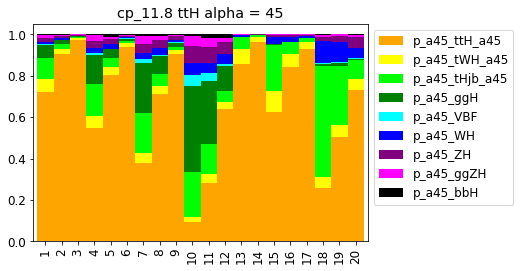 cp_11.8 ttH alpha = 45
1.0
0.8
0.6
0.4
0.2
0.0
1 2 3 4 5 6 7 8 9 10 11 12 13 14 15 16 17 18 19 20
p_a45_ttH_a45
p_a45_tWH_a45
p_a45_tHjb_a45
p_a45_ggH
p_a45_VBF
p_a45_WH
p_a45_ZH
p_a45_ggZH
p_a45_bbH